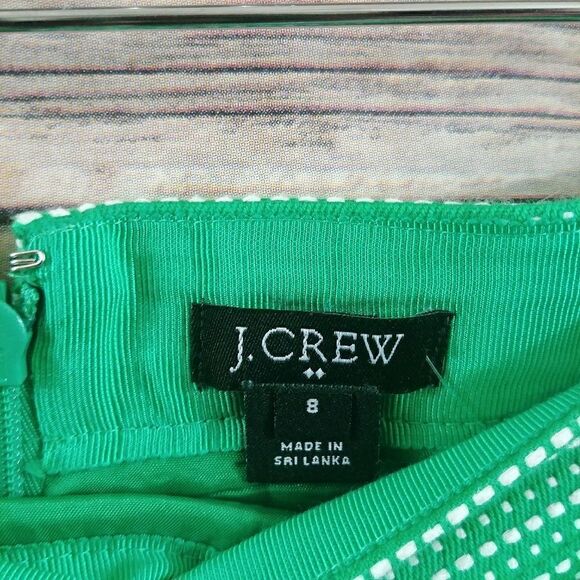 J.CREW
8
MADE IN
SRI LANKA